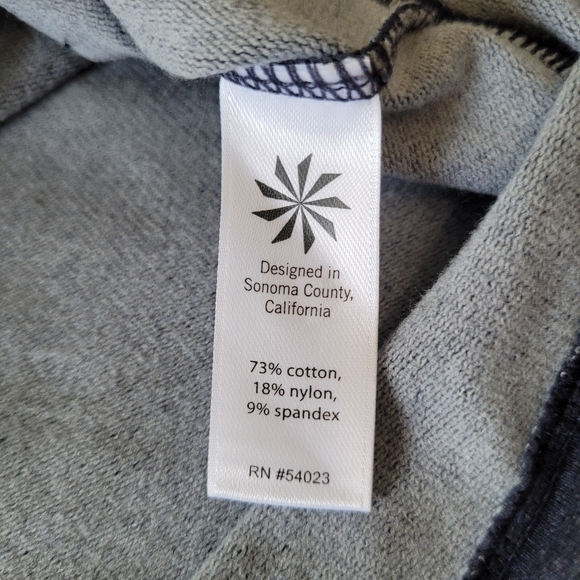 Designed in
Sonoma County,
California
73% cotton,
18% nylon,
9% spandex
RN #54023